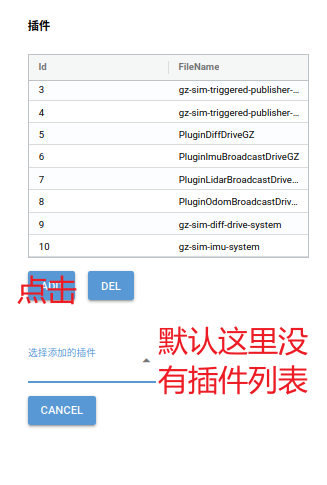 插件
Id FileName
3 gz-sim-triggered-publisher-...
4 gz-sim-triggered-publisher-...
5 PluginDiffDriveGZ
6 PluginImuBroadcastDriveGZ
7 PluginLidarBroadcastDrive...
8 PluginOdomBroadcastDriv...
9 gz-sim-diff-drive-system
10 gz-sim-imu-system
点击 DEL
选择添加的插件
默认这里没
有插件列表
CANCEL